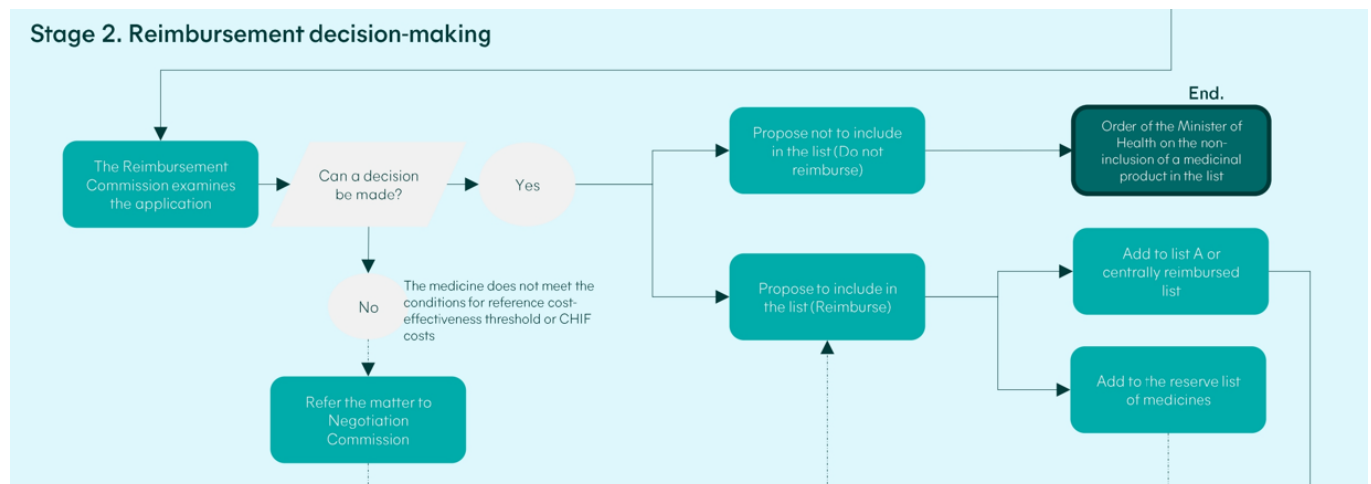 Stage 2. Reimbursement decision-making
The Reimbursement
Commission examines
the application
Can a decision
be made?
Yes
No
The medicine does not meet the
conditions for reference cost-
effectiveness threshold or CHIF
costs
Refer the matter to
Negotiation
Commission
Propose not to include
in the list (Do not
reimburse)
End.
Order of the Minister of
Health on the non-
inclusion of a medicinal
product in the list
Propose to include in
the list (Reimburse)
Add to list A or
centrally reimbursed
list
Add to the reserve list
of medicines